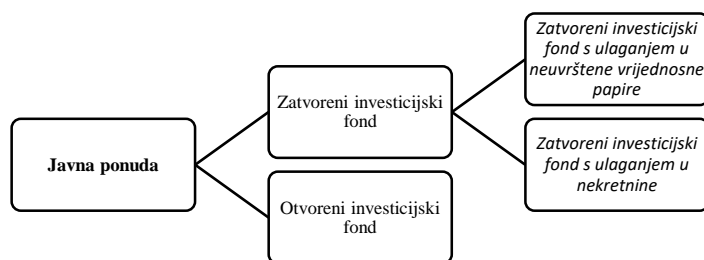 Javna ponuda
Zatvoreni investicijski
fond
Otvoreni investicijski
fond
Zatvoreni investicijski
fond s ulaganjem u
neuvrštene vrijednosne
papire
Zatvoreni investicijski
fond s ulaganjem u
nekretnine